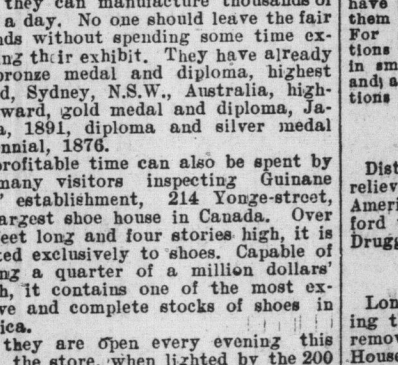 they can manufacture thousands of
a day. No one should leave the fair
nds without spending some time ex-
ng their exhibit. They have already
bronze medal and diploma, highest
d, Sydney, N.S.W., Australia, high-
ward, gold medal and diploma, Ja-
a, 1891, diploma and silver medal
ennial, 1876.
profitable time can also be spent by
many visitors inspecting Guinane
' establishment, 214 Yonge-street,
argest shoe house in Canada. Over
eet long and four stories high, it is
ted exclusively to shoes. Capable of
ng a quarter of a million dollars'
h, it contains one of the most ex-
ve and complete stocks of shoes in
ica.
they are open every evening this
the store, when lighted by the 200
have
them
For
tions
in sm
and a
tions
Dist
reliev
Ameri
ford
Drugg
Lon
ing t
remov
House